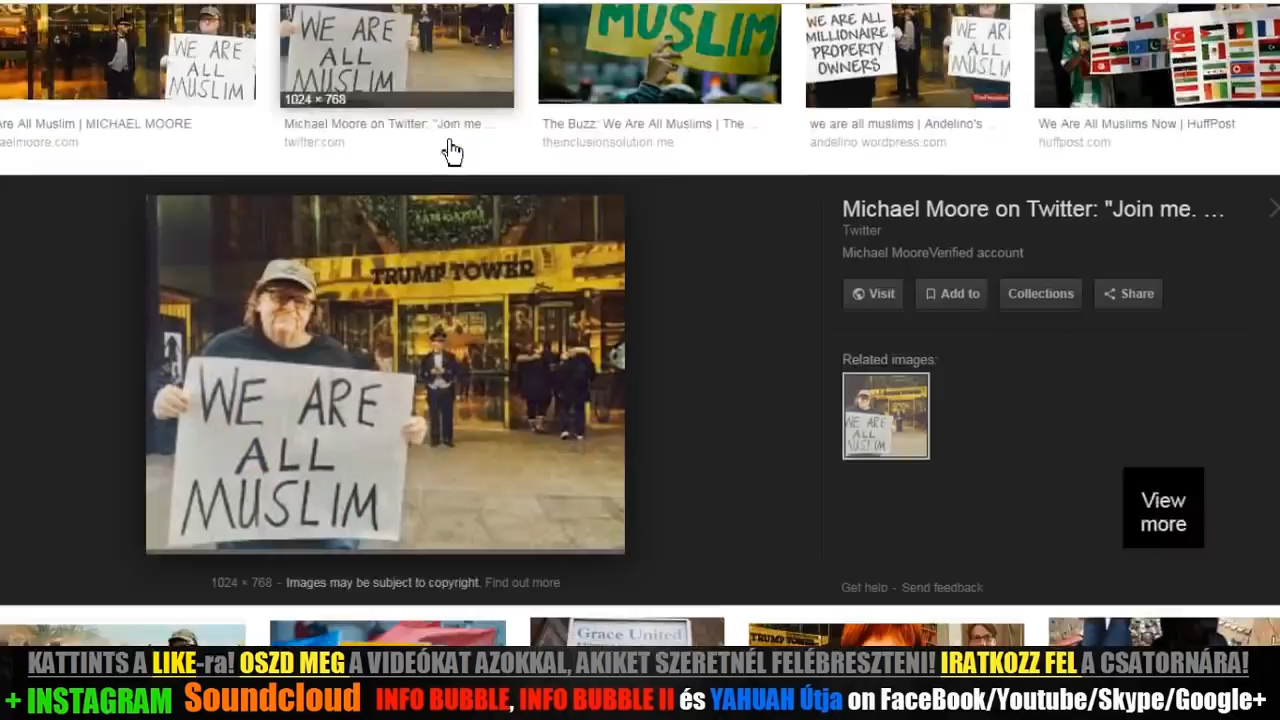 WE ARE
ALL
MUSLIM
WE ARE
ALL
MUSLIM
1024 × 768
MUSLIM
WE ARE ALL
MILLIONAIRE
PROPERTY
OWNERS
WE
ALL
are All Muslim | MICHAEL MOORE
Michael Moore on Twitter: "Join me ...
The Buzz: We Are All Muslims | The ...
we are all muslims | Andelino's ...
We Are All Muslims Now | HuffPost
aelmoore.com
twitter.com
theinclusionsolution.me
andelino.wordpress.com
huffpost.com
TRUMP TOWER
WE ARE
ALL
MUSLIM
Michael Moore on Twitter: "Join me. ...
Twitter
Michael MooreVerified account
Visit
Add to
Collections
Share
Related images:
WE ARE
ALL
MUSLIM
View
more
1024 × 768 - Images may be subject to copyright. Find out more
Get help - Send feedback
Grace United
TRUMP TOWER
KATTINTS A LIKE-ra! OSZD MEG A VIDEÓKAT AZOKKAL, AKIKET SZERETNÉL FELÉBRESZTENI! IRATKOZZ FEL A CSATORNÁRA!
+ INSTAGRAM Soundcloud INFO BUBBLE, INFO BUBBLE II és YAHUAH Útja on FaceBook/Youtube/Skype/Google+